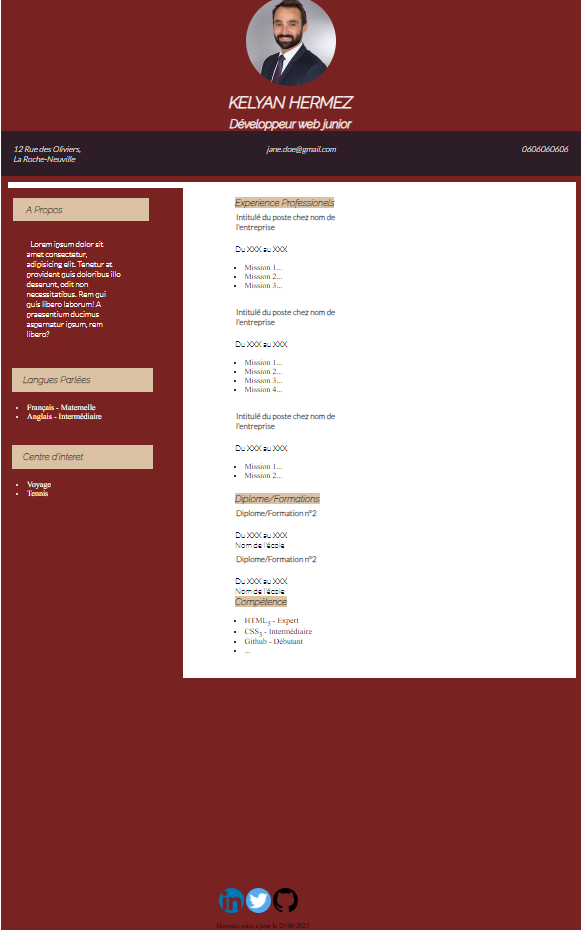 KELYAN HERMEZ
Développeur web junior
12 Rue des Oliviers,
La Roche-Neuville
jane.doe@gmail.com
0606060606
A Propos
Lorem ipsum dolor sit
amet consectetur,
adipisicing elit. Tenetur at
provident quis doloribus illo
deserunt, odit non
necessitatibus. Rem qui
quis libero laborum! A
praesentium ducimus
aspernatur ipsum, rem
libero?
Langues Parlées
• Français - Maternelle
• Anglais - Intermédiaire
Centre d'interet
• Voyage
• Tennis
Experience Professionels
Intitulé du poste chez nom de
l'entreprise
Du XXX au XXX
• Mission 1...
• Mission 2...
• Mission 3...
Intitulé du poste chez nom de
l'entreprise
Du XXX au XXX
• Mission 1...
• Mission 2...
• Mission 3...
• Mission 4...
Intitulé du poste chez nom de
l'entreprise
Du XXX au XXX
• Mission 1...
• Mission 2...
Diplome/Formations
Diplome/Formation n°2
Du XXX au XXX
Nom de l'école
Diplome/Formation n°2
Du XXX au XXX
Nom de l'école
Compétence
• HTML5 - Expert
• CSS3 - Intermédiaire
• Github - Débutant
• ...
in
Dernière mise a jour le 29/06/2023